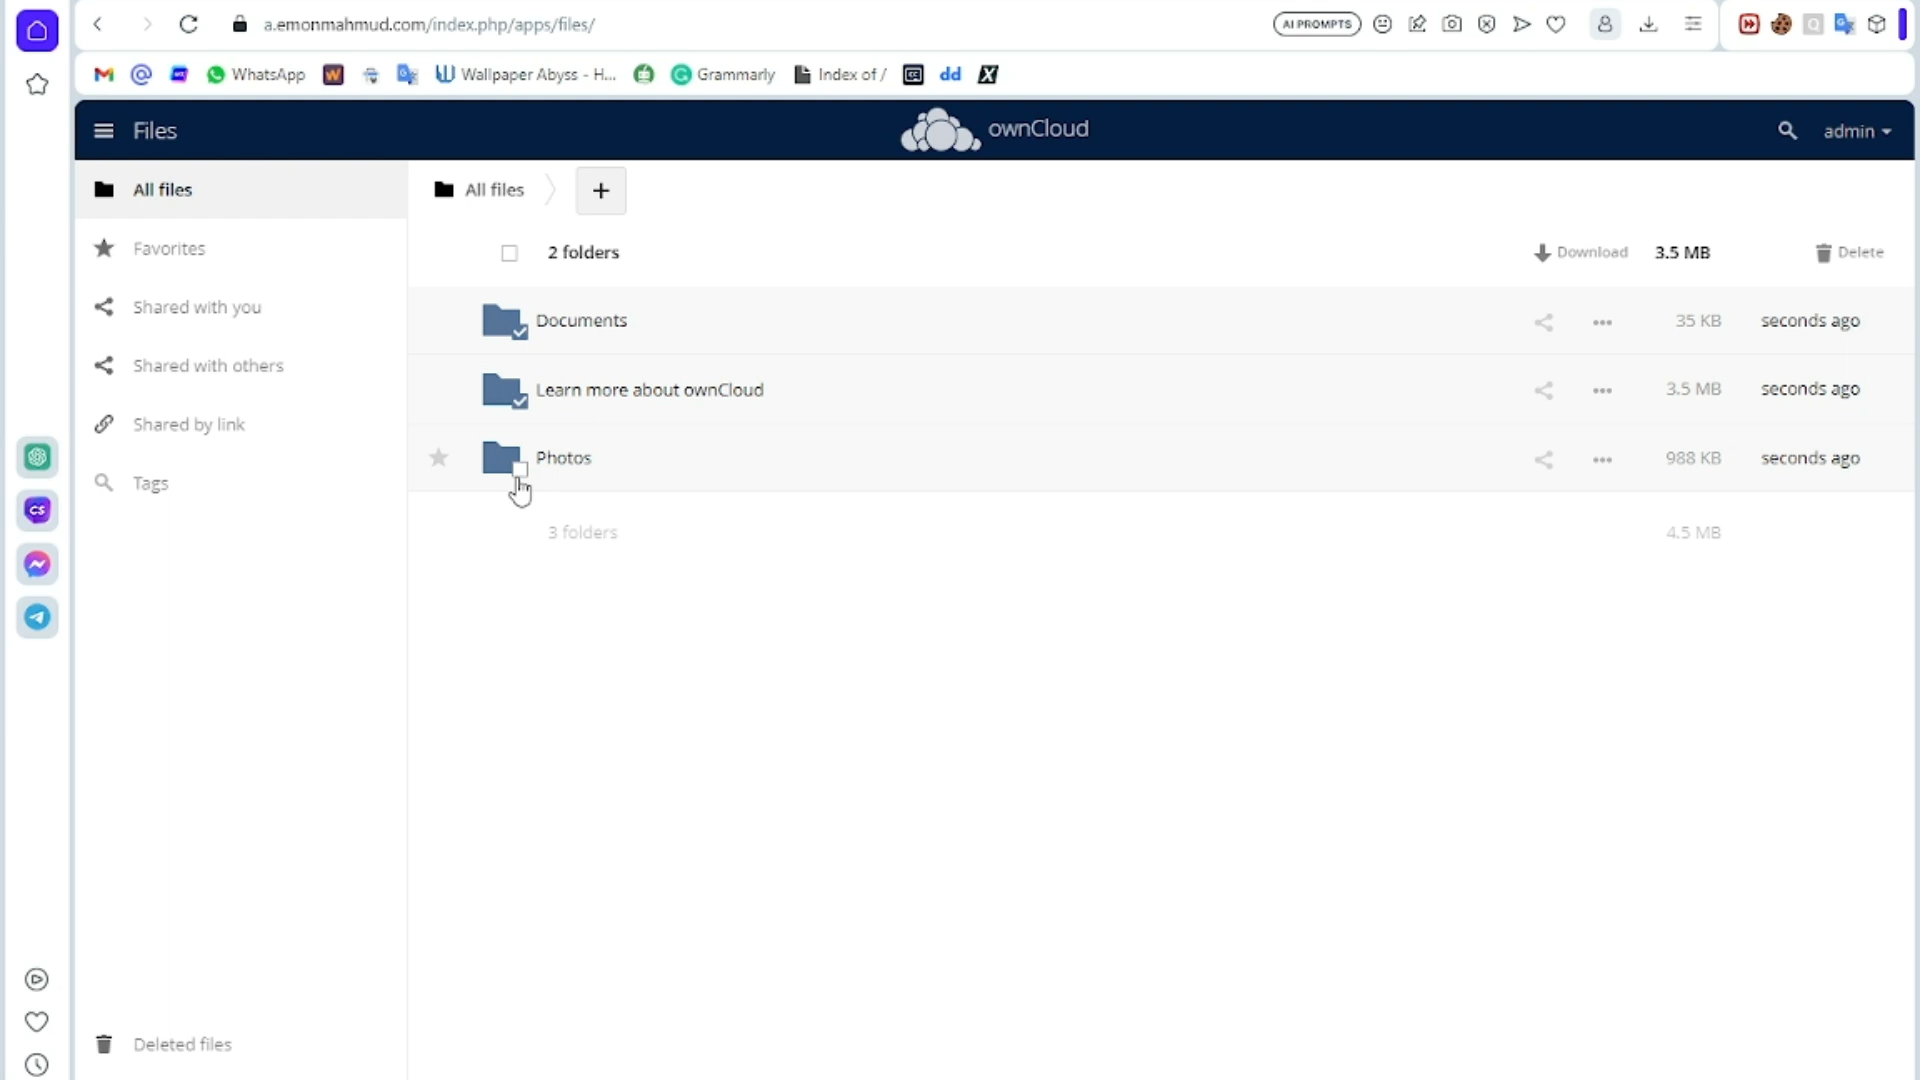 a.emonmahmud.com/index.php/apps/files/
AI PROMPTS
WhatsApp
Wallpaper Abyss - H...
Grammarly
Index of /
CC
dd
X
Files
ownCloud
admin
All files
Favorites
Shared with you
Shared with others
Shared by link
Tags
Deleted files
All files
+
2 folders
Download
3.5 MB
Delete
Documents
35 KB
seconds ago
Learn more about ownCloud
3.5 MB
seconds ago
Photos
988 KB
seconds ago
3 folders
4.5 MB
CS